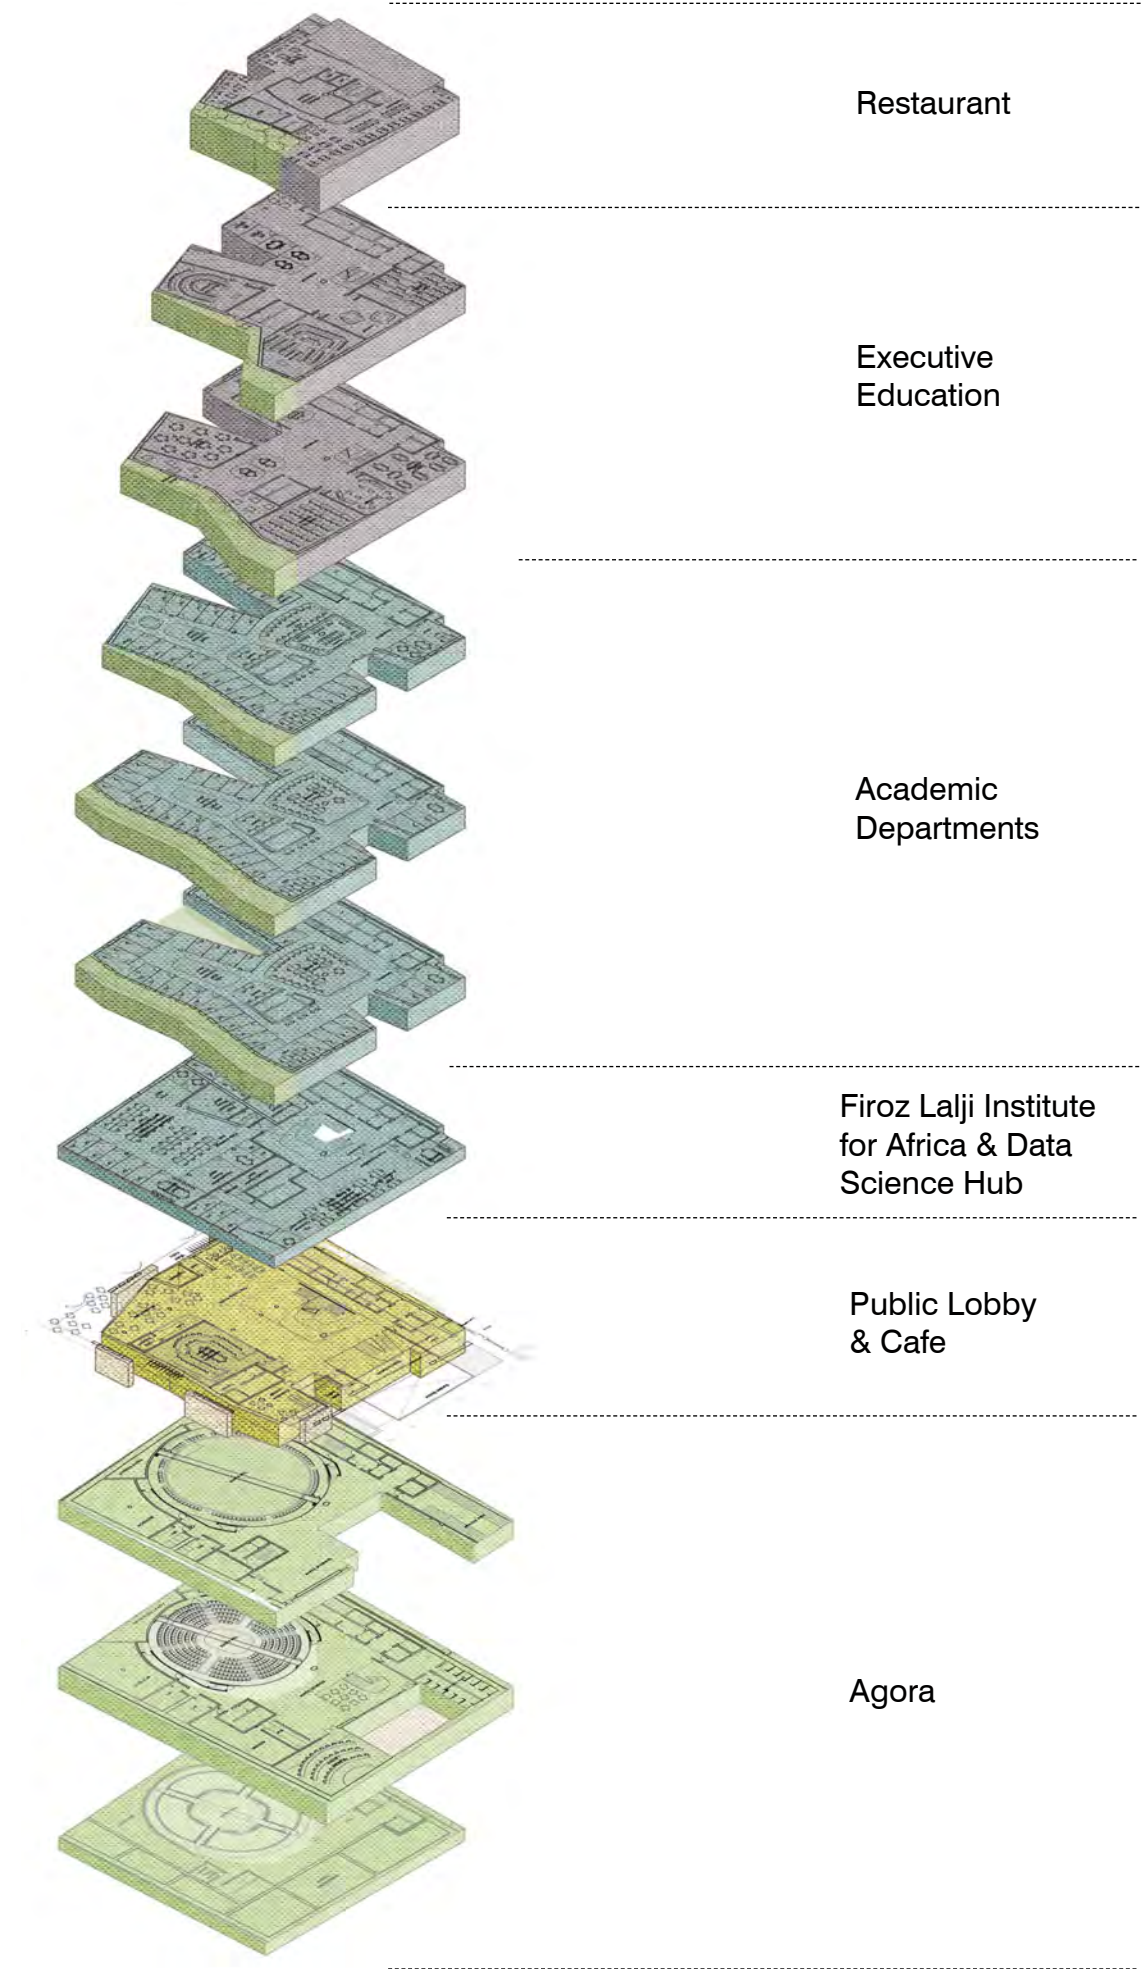 Restaurant
Executive
Education
Academic
Departments
Firoz Lalji Institute
for Africa & Data
Science Hub
Public Lobby
& Cafe
Agora